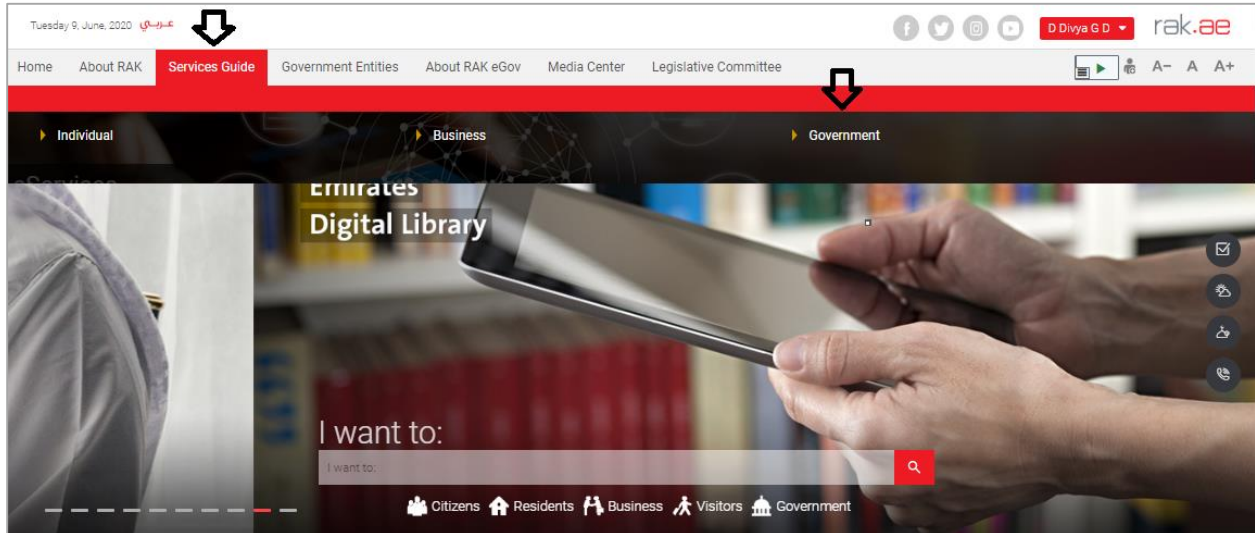 Tuesday 9, June, 2020 عربي
D Divya G D
rak.ae
Home About RAK Services Guide Government Entities About RAK eGov Media Center Legislative Committee A- A A+
Individual Business Government
eServices
Emirates
Digital Library
I want to:
I want to:
Citizens Residents Business Visitors Government